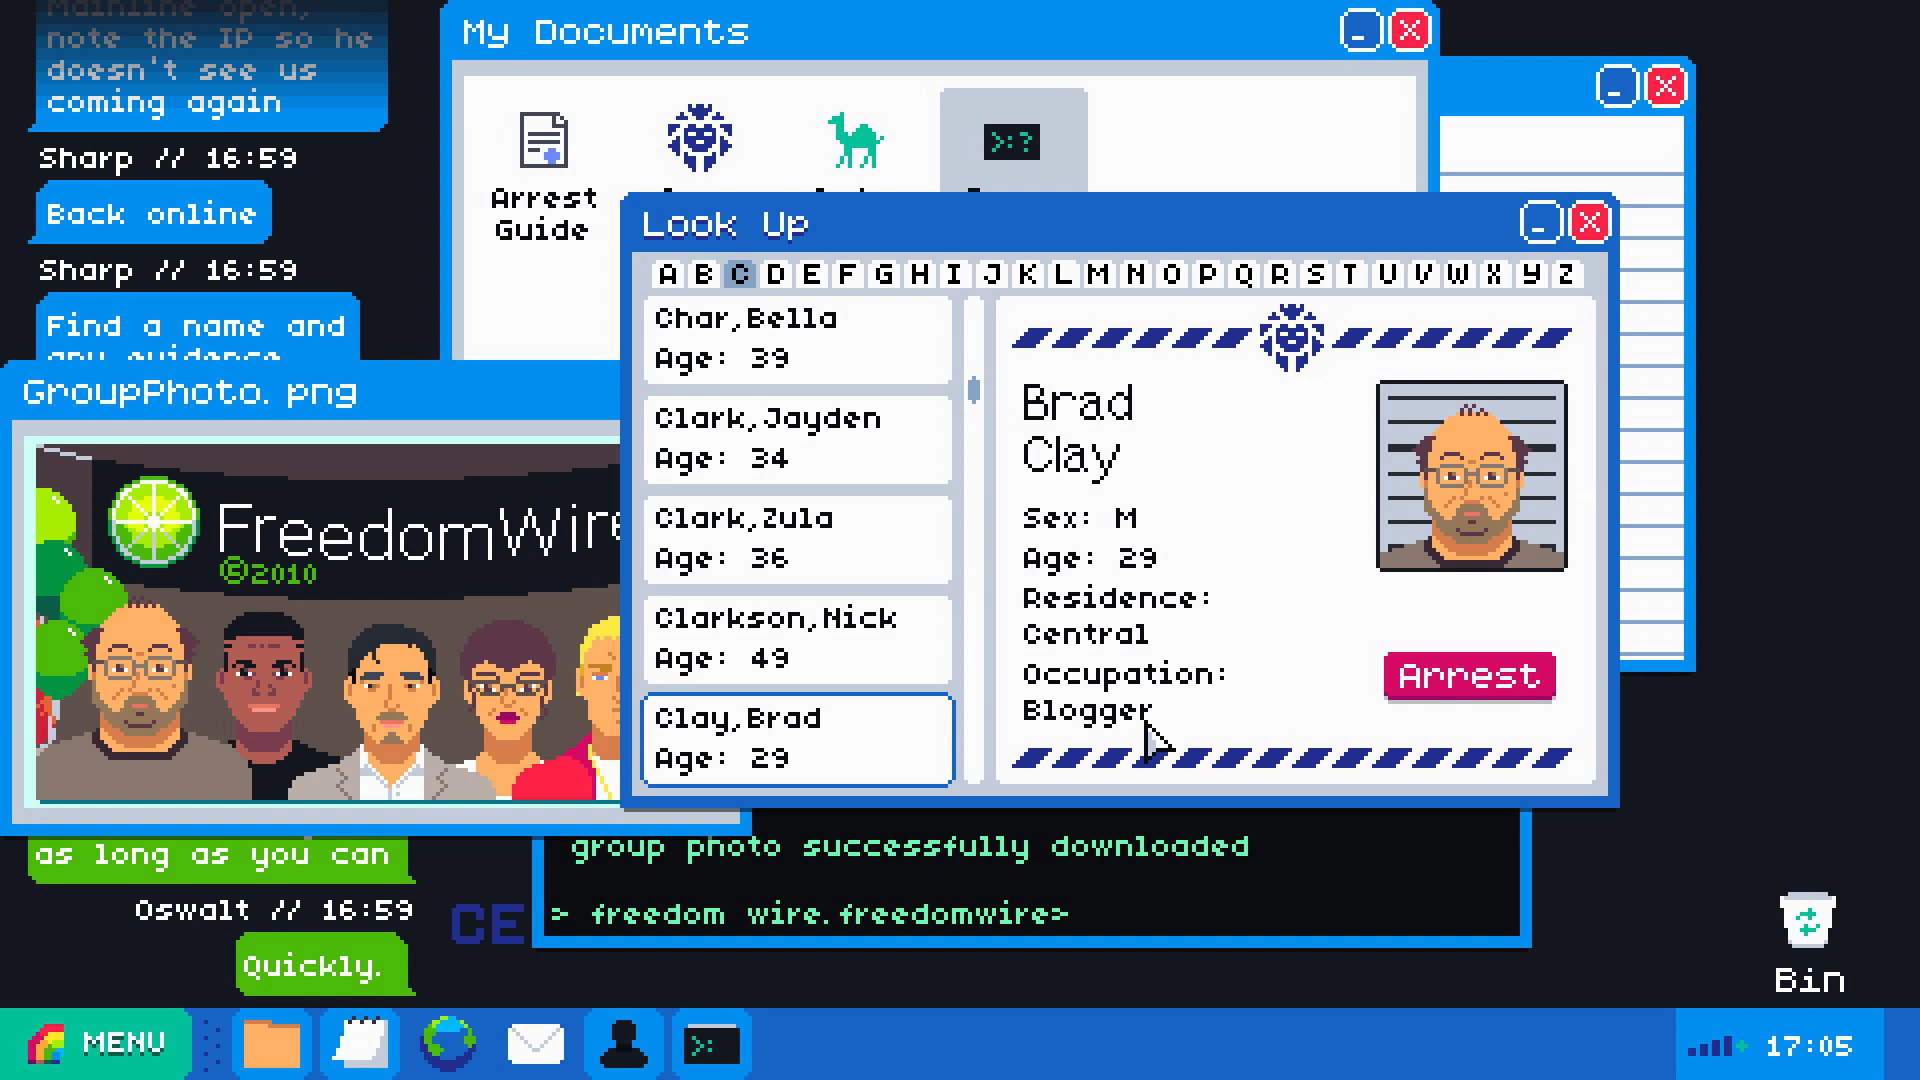 Mainline open,
note the IP so he
doesn't see us
coming again
Sharp // 16:59
Back online
Sharp // 16:59
Find a name and
any evidence
My Documents
Arrest
Guide
GroupPhoto.png
FreedomWire
©2010
Look Up
A B C D E F G H I J K L M N O P Q R S T U V W X Y Z
Char,Bella
Age: 39
Clark,Jayden
Age: 34
Clark,Zula
Age: 36
Clarkson,Nick
Age: 49
Clay,Brad
Age: 29
Brad
Clay
Sex: M
Age: 29
Residence:
Central
Occupation:
Blogger
Arrest
as long as you can
Oswalt // 16:59
Quickly.
CE
group photo successfully downloaded
> freedom wire.freedomwire>
>:?
Bin
MENU
>:
17:05